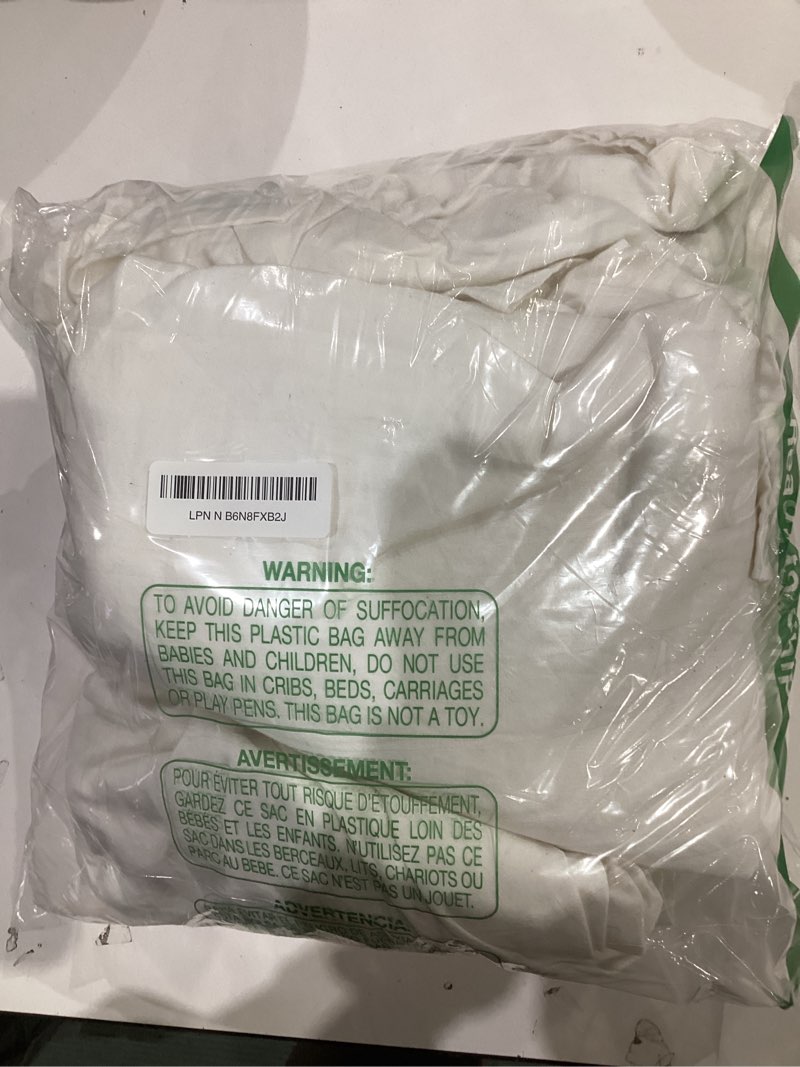 LPN N B6N8FXB2J
WARNING:
TO AVOID DANGER OF SUFFOCATION,
KEEP THIS PLASTIC BAG AWAY FROM
BABIES AND CHILDREN, DO NOT USE
THIS BAG IN CRIBS, BEDS, CARRIAGES
OR PLAY PENS. THIS BAG IS NOT A TOY.
AVERTISSEMENT:
POUR ÉVITER TOUT RISQUE D'ÉTOUFFEMENT,
GARDEZ CE SAC EN PLASTIQUE LOIN DES
BÉBÉS ET LES ENFANTS. N'UTILISEZ PAS CE
SAC DANS LES BERCEAUX, LITS, CHARIOTS OU
PARC AU BEBE. CE SAC N'EST PAS UN JOUET.
ADVERTENCIA